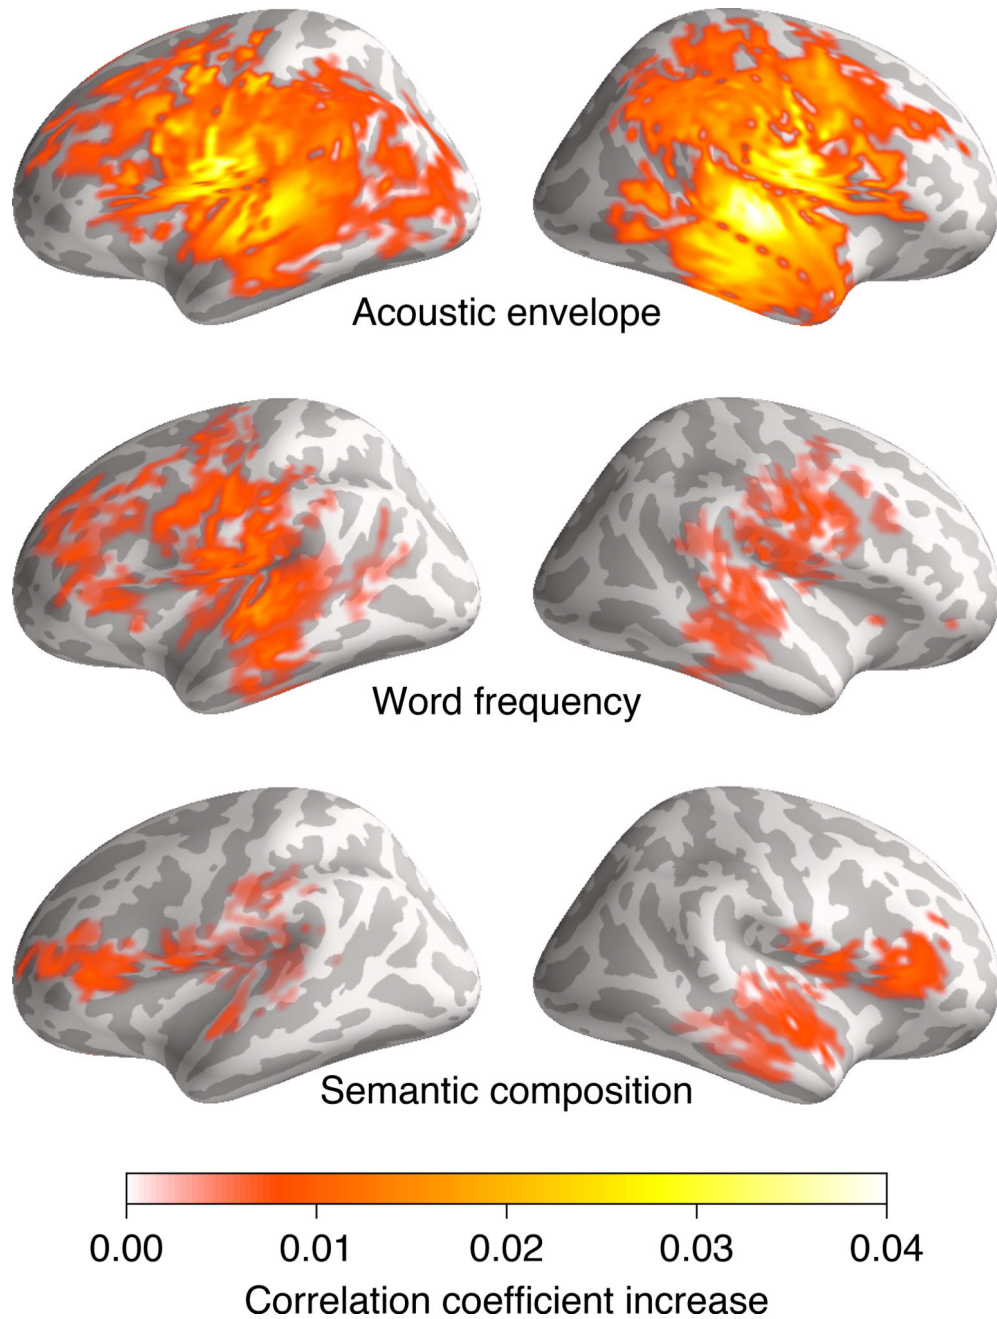 Acoustic envelope
Word frequency
Semantic composition
0.00 0.01 0.02 0.03 0.04
Correlation coefficient increase